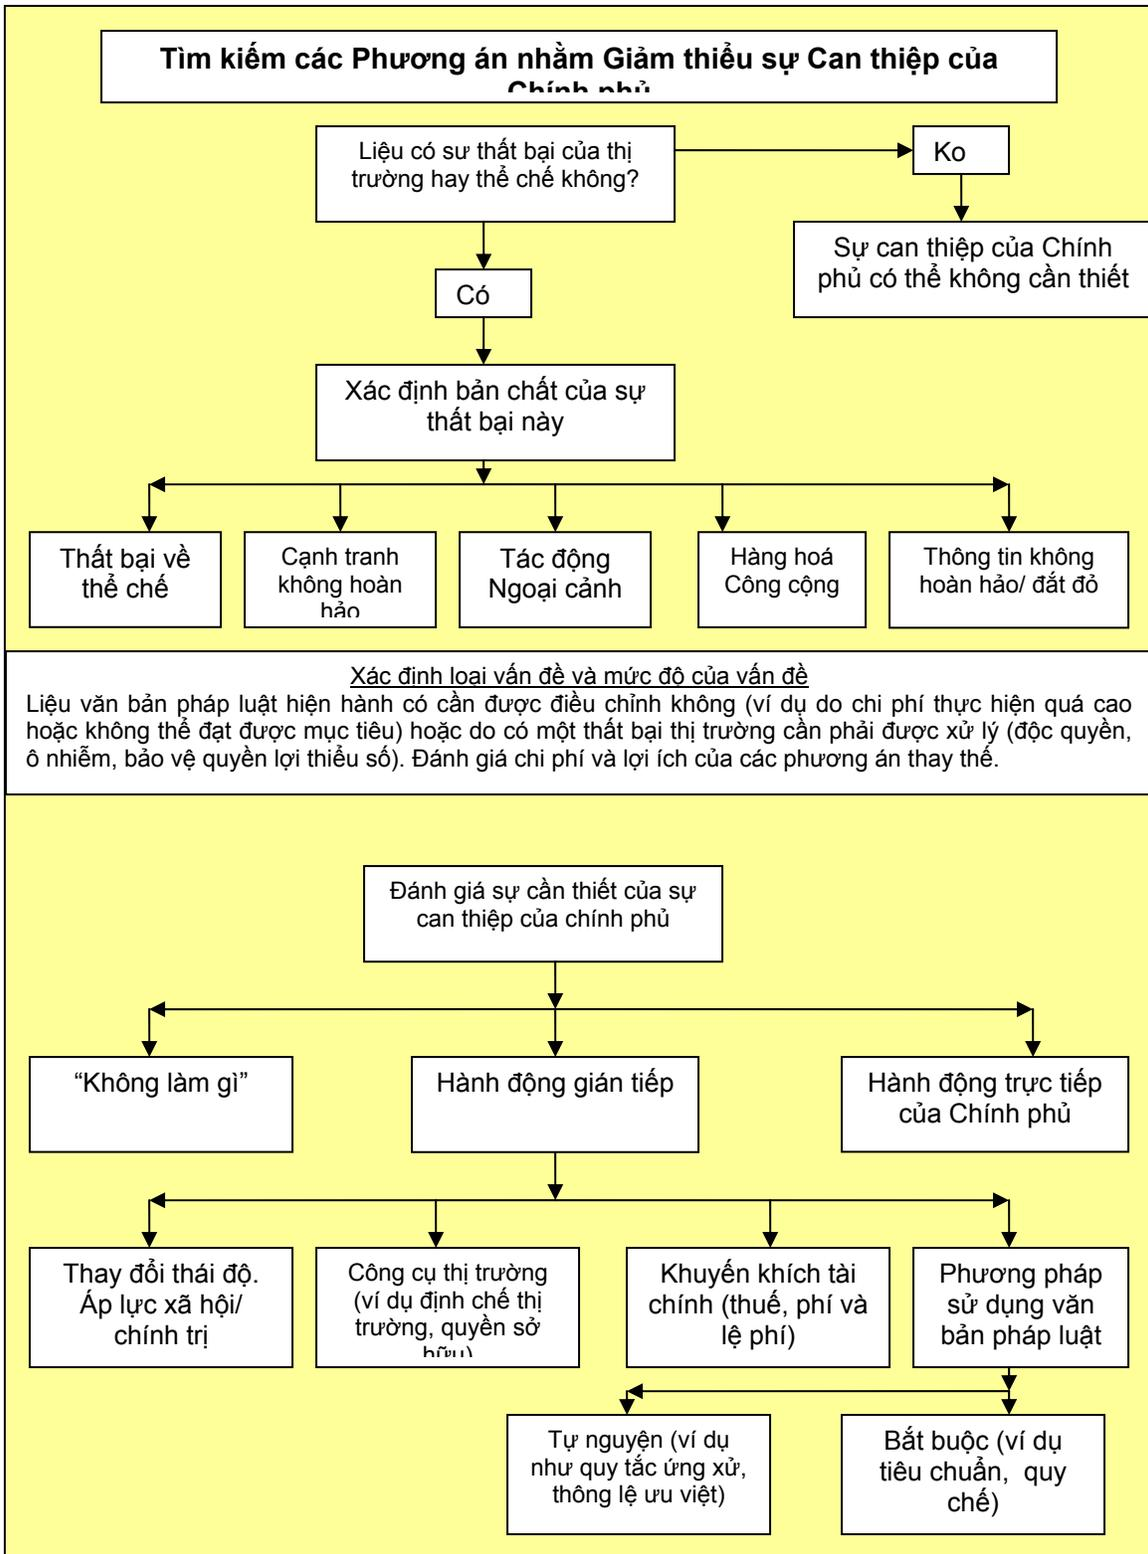 Tìm kiếm các Phương án nhằm Giảm thiểu sự Can thiệp của
Chính phủ
Liệu có sư thất bại của thị
trường hay thể chế không?
Ko
Sự can thiệp của Chính
phủ có thể không cần thiết
Có
Xác định bản chất của sự
thất bại này
Thất bại về
thể chế
Cạnh tranh
không hoàn
hảo
Tác động
Ngoại cảnh
Hàng hoá
Công cộng
Thông tin không
hoàn hảo/ đắt đỏ
Xác định loại vấn đề và mức độ của vấn đề
Liệu văn bản pháp luật hiện hành có cần được điều chỉnh không (ví dụ do chi phí thực hiện quá cao
hoặc không thể đạt được mục tiêu) hoặc do có một thất bại thị trường cần phải được xử lý (độc quyền,
ô nhiễm, bảo vệ quyền lợi thiểu số). Đánh giá chi phí và lợi ích của các phương án thay thế.
Đánh giá sự cần thiết của sự
can thiệp của chính phủ
“Không làm gì”
Hành động gián tiếp
Hành động trực tiếp
của Chính phủ
Thay đổi thái độ.
Áp lực xã hội/
chính trị
Công cụ thị trường
(ví dụ định chế thị
trường, quyền sở
hữu)
Khuyến khích tài
chính (thuế, phí và
lệ phí)
Phương pháp
sử dụng văn
bản pháp luật
Tự nguyện (ví dụ
như quy tắc ứng xử,
thông lệ ưu việt)
Bắt buộc (ví dụ
tiêu chuẩn, quy
chế)